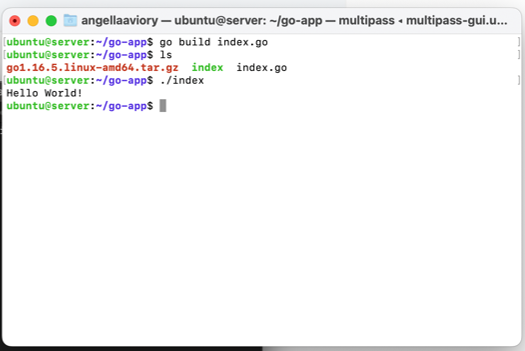 angellaaviory — ubuntu@server: ~/go-app — multipass ◂ multipass-gui.u...
[ubuntu@server:~/go-app$ go build index.go ]
[ubuntu@server:~/go-app$ ls ]
go1.16.5.linux-amd64.tar.gz  index  index.go
[ubuntu@server:~/go-app$ ./index ]
Hello World!
ubuntu@server:~/go-app$